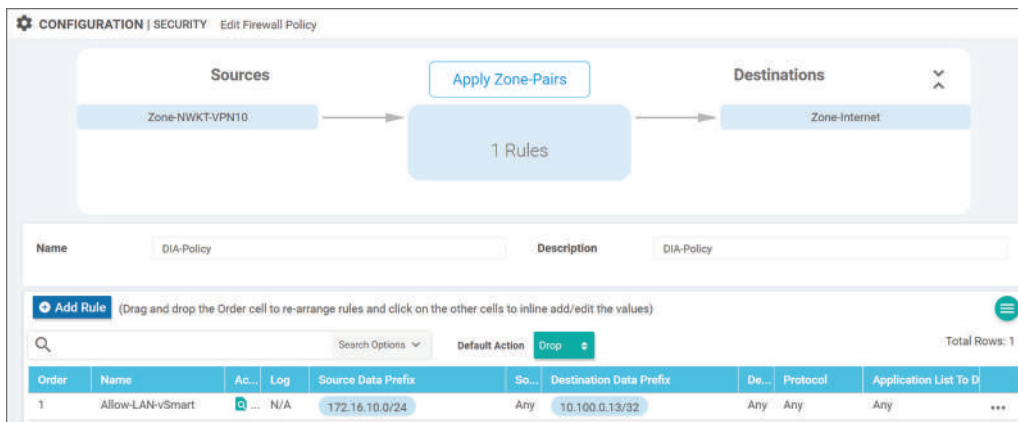 CONFIGURATION | SECURITY Edit Firewall Policy
Sources Apply Zone-Pairs Destinations
Zone-NWKT-VPN10 Zone-Internet
1 Rules
Name DIA-Policy Description DIA-Policy
Add Rule (Drag and drop the Order cell to re-arrange rules and click on the other cells to inline add/edit the values)
Search Options Default Action Drop Total Rows: 1
Order Name Ac... Log Source Data Prefix So... Destination Data Prefix De... Protocol Application List To D
1 Allow-LAN-vSmart ... N/A 172.16.10.0/24 Any 10.100.0.13/32 Any Any Any ...